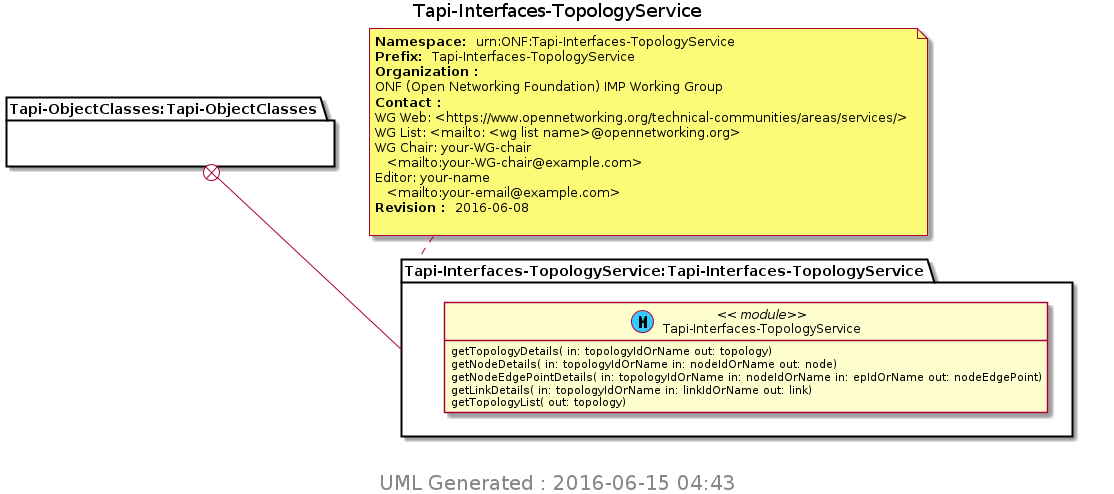 Tapi-Interfaces-TopologyService
Namespace: urn:ONF:Tapi-Interfaces-TopologyService
Prefix: Tapi-Interfaces-TopologyService
Organization :
ONF (Open Networking Foundation) IMP Working Group
Contact :
WG Web: <https://www.opennetworking.org/technical-communities/areas/services/>
WG List: <mailto: <wg list name>@opennetworking.org>
WG Chair: your-WG-chair
<mailto:your-WG-chair@example.com>
Editor: your-name
<mailto:your-email@example.com>
Revision : 2016-06-08
Tapi-ObjectClasses:Tapi-ObjectClasses
Tapi-Interfaces-TopologyService:Tapi-Interfaces-TopologyService
M
<< module>>
Tapi-Interfaces-TopologyService
getTopologyDetails( in: topologyIdOrName out: topology)
getNodeDetails( in: topologyIdOrName in: nodeIdOrName out: node)
getNodeEdgePointDetails( in: topologyIdOrName in: nodeIdOrName in: epIdOrName out: nodeEdgePoint)
getLinkDetails( in: topologyIdOrName in: linkIdOrName out: link)
getTopologyList( out: topology)
UML Generated : 2016-06-15 04:43